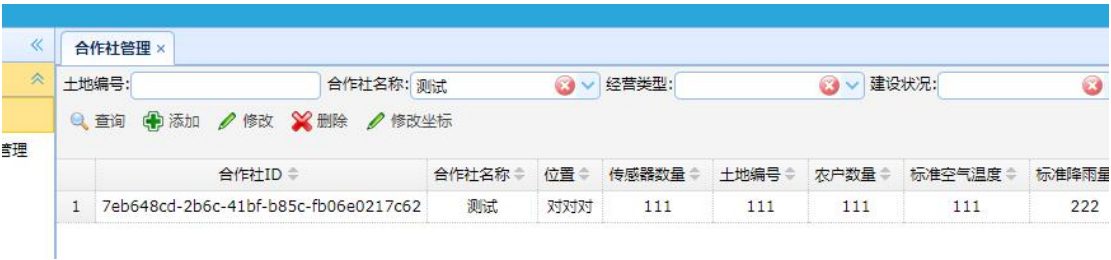 合作社管理
土地编号: 合作社名称: 测试 经营类型: 建设状况:
查询 添加 修改 删除 修改坐标
管理
合作社ID 合作社名称 位置 传感器数量 土地编号 农户数量 标准空气温度 标准降雨量
1 7eb648cd-2b6c-41bf-b85c-fb06e0217c62 测试 对对对 111 111 111 111 222